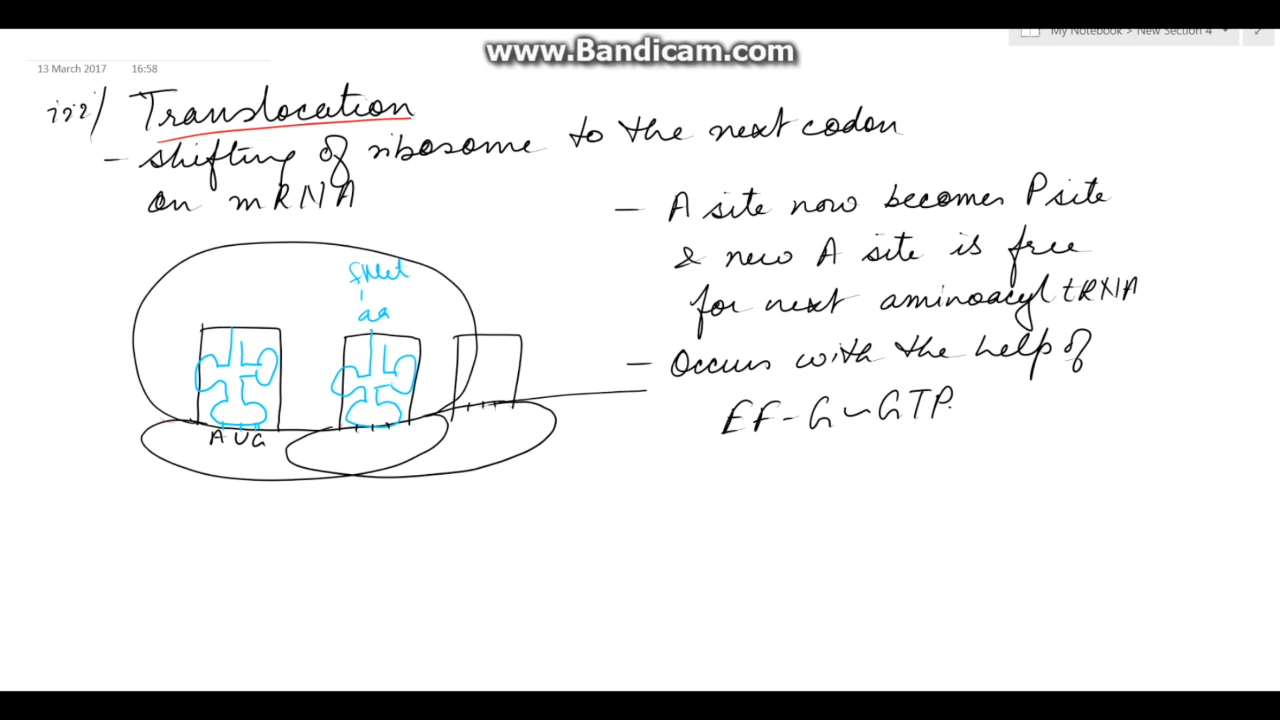 www.Bandicam.com
My Notebook > New Section 4
13 March 2017 16:58
iii) Translocation
- shifting of ribosome to the next codon
on mRNA
- A site now becomes P site
& new A site is free
for next aminoacyl tRNA
- Occurs with the help of
EF-G~GTP.
fMet
aa
AUG